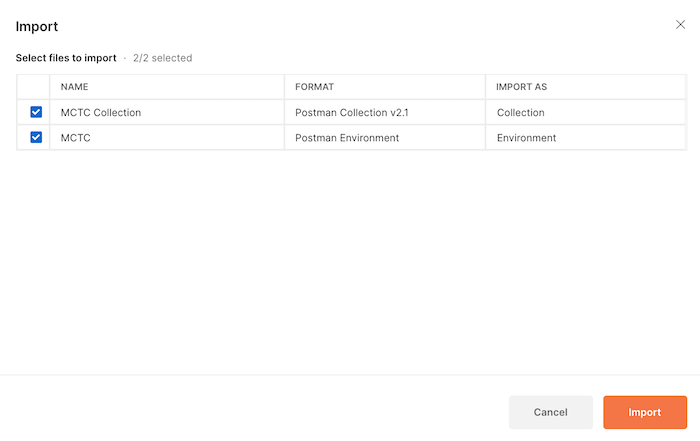 Import
Select files to import · 2/2 selected
NAME FORMAT IMPORT AS
MCTC Collection Postman Collection v2.1 Collection
MCTC Postman Environment Environment
Cancel Import